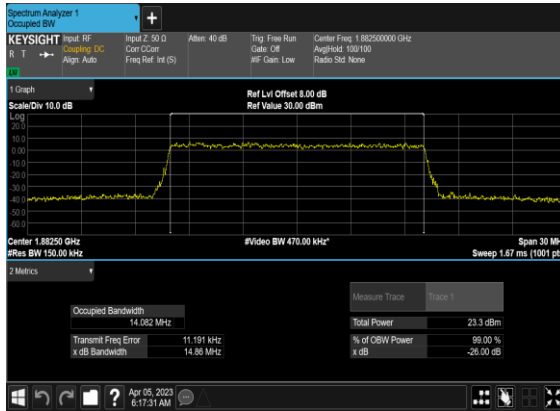 Spectrum Analyzer 1
Occupied BW
KEYSIGHT Input: RF Input Z: 50 Ω Atten: 40 dB Trig: Free Run Center Freq: 1.882500000 GHz
R T Coupling: DC Corr CCorr Gate: Off Avg|Hold: 100/100
Align: Auto Freq Ref: Int (S) #IF Gain: Low Radio Std: None
LW
1 Graph
Ref Lvl Offset 8.00 dB
Scale/Div 10.0 dB Ref Value 30.00 dBm
Log
20.0
10.0
0.00
-10.0
-20.0
-30.0
-40.0
-50.0
-60.0
Center 1.88250 GHz #Video BW 470.00 kHz* Span 30 MH
#Res BW 150.00 kHz Sweep 1.67 ms (1001 pt
2 Metrics
Measure Trace Trace 1
Occupied Bandwidth
14.082 MHz Total Power 23.3 dBm
Transmit Freq Error 11.191 kHz % of OBW Power 99.00 %
x dB Bandwidth 14.86 MHz x dB -26.00 dB
? Apr 05, 2023
6:17:31 AM